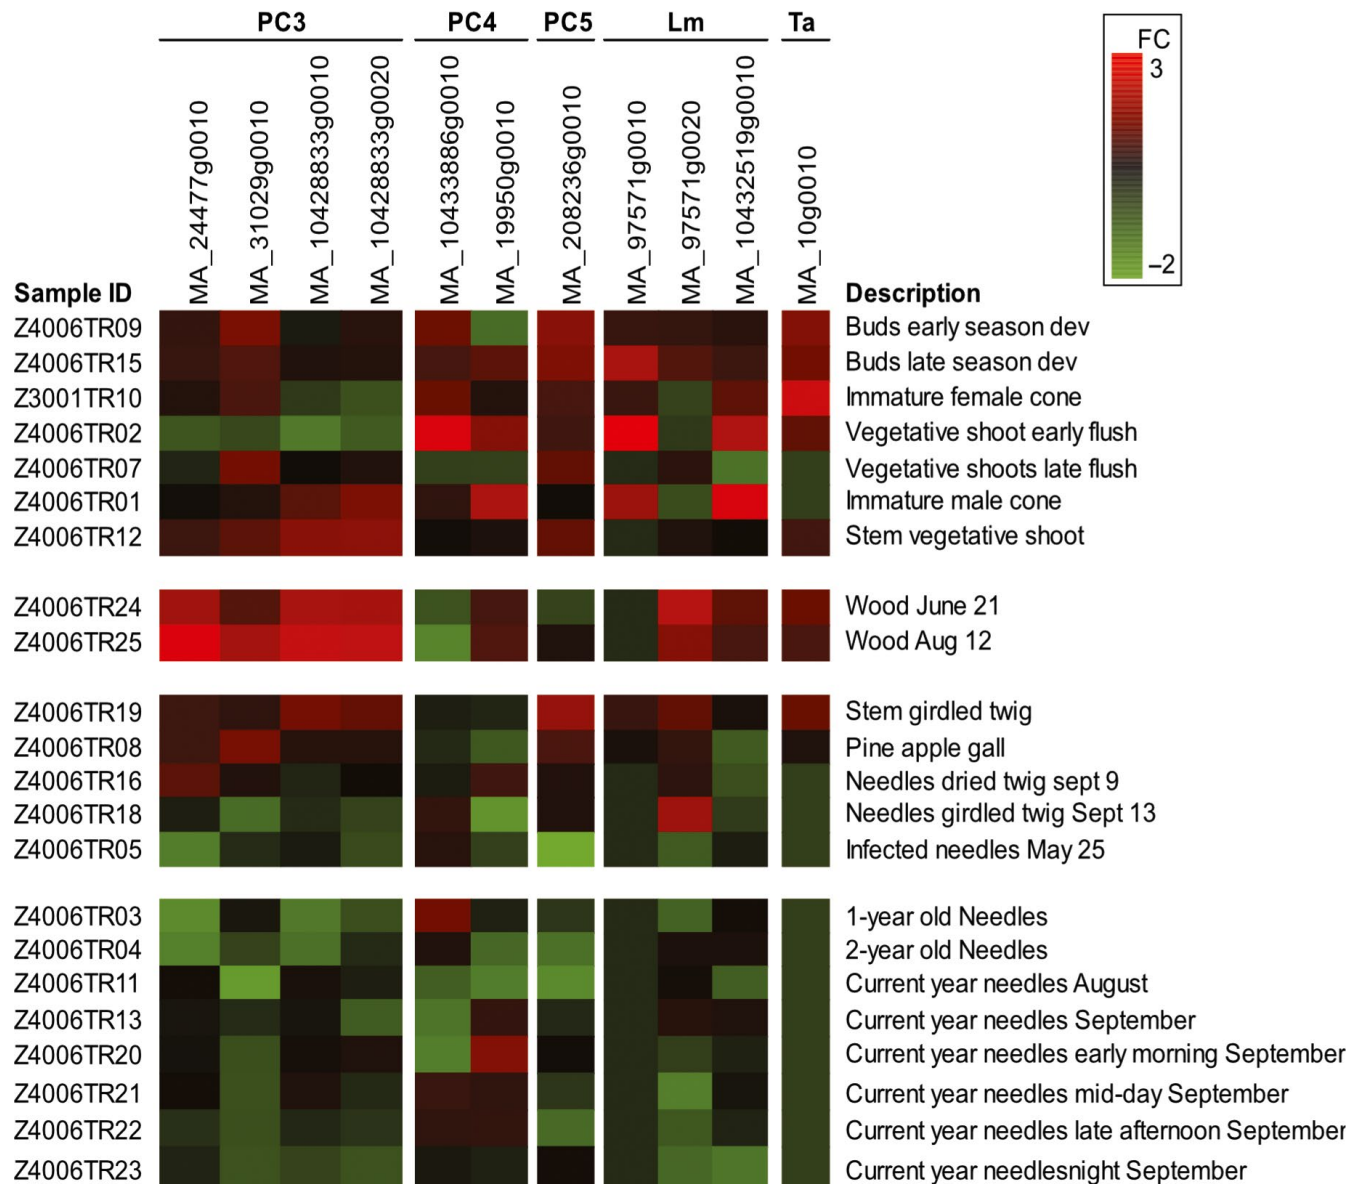 PC3 PC4 PC5 Lm Ta
FC
3
–2
MA_24477g0010
MA_31029g0010
MA_10428833g0010
MA_10428833g0020
MA_10433886g0010
MA_19950g0010
MA_208236g0010
MA_97571g0010
MA_97571g0020
MA_10432519g0010
MA_10g0010
Sample ID Description
Z4006TR09 Buds early season dev
Z4006TR15 Buds late season dev
Z3001TR10 Immature female cone
Z4006TR02 Vegetative shoot early flush
Z4006TR07 Vegetative shoots late flush
Z4006TR01 Immature male cone
Z4006TR12 Stem vegetative shoot
Z4006TR24 Wood June 21
Z4006TR25 Wood Aug 12
Z4006TR19 Stem girdled twig
Z4006TR08 Pine apple gall
Z4006TR16 Needles dried twig sept 9
Z4006TR18 Needles girdled twig Sept 13
Z4006TR05 Infected needles May 25
Z4006TR03 1-year old Needles
Z4006TR04 2-year old Needles
Z4006TR11 Current year needles August
Z4006TR13 Current year needles September
Z4006TR20 Current year needles early morning September
Z4006TR21 Current year needles mid-day September
Z4006TR22 Current year needles late afternoon September
Z4006TR23 Current year needlesnight September